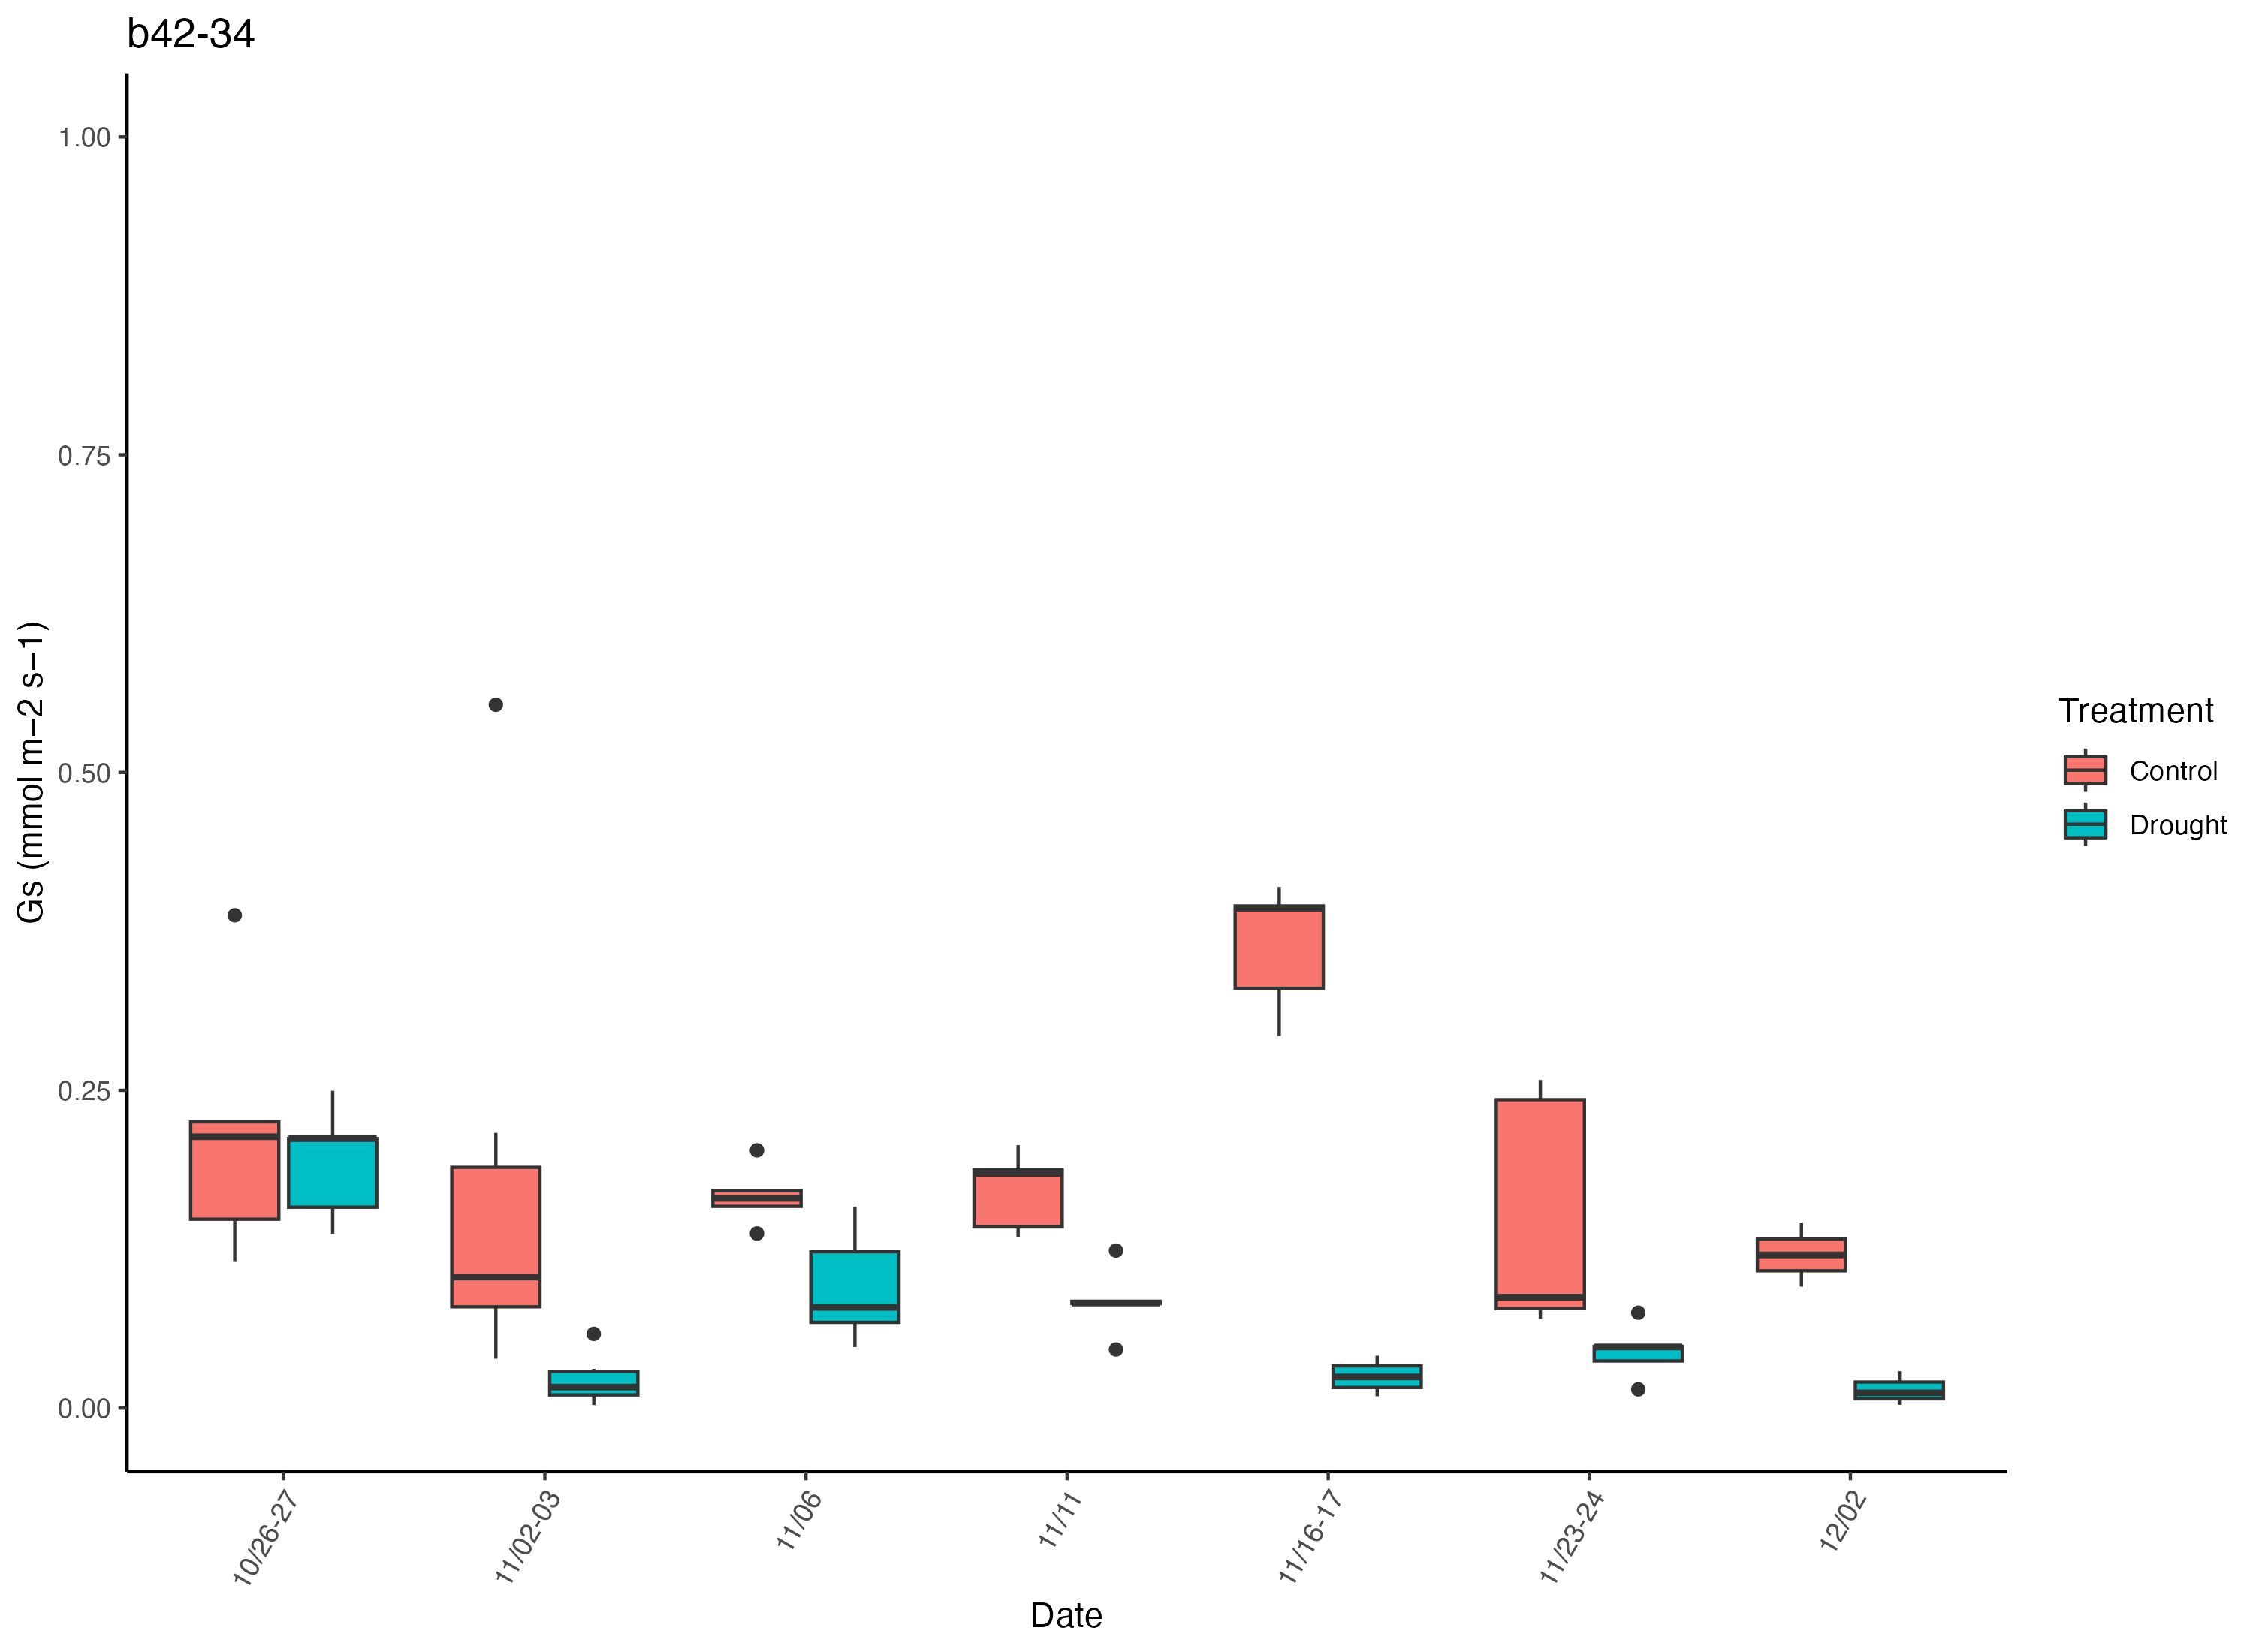 b42-34
Gs (mmol m−2 s−1)
1.00
0.75
0.50
0.25
0.00
10/26-27
11/02-03
11/06
11/11
11/16-17
11/23-24
12/02
Date
Treatment
Control
Drought